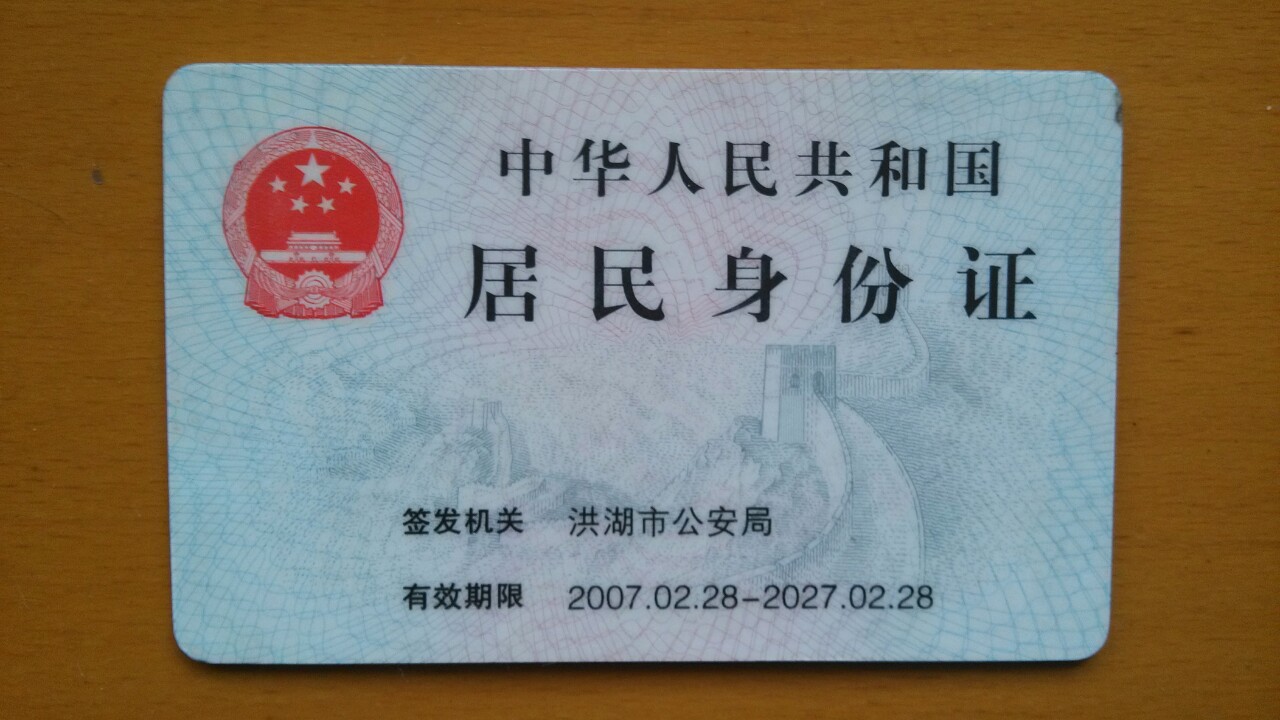 中华人民共和国
居民身份证
签发机关 洪湖市公安局
有效期限 2007.02.28-2027.02.28